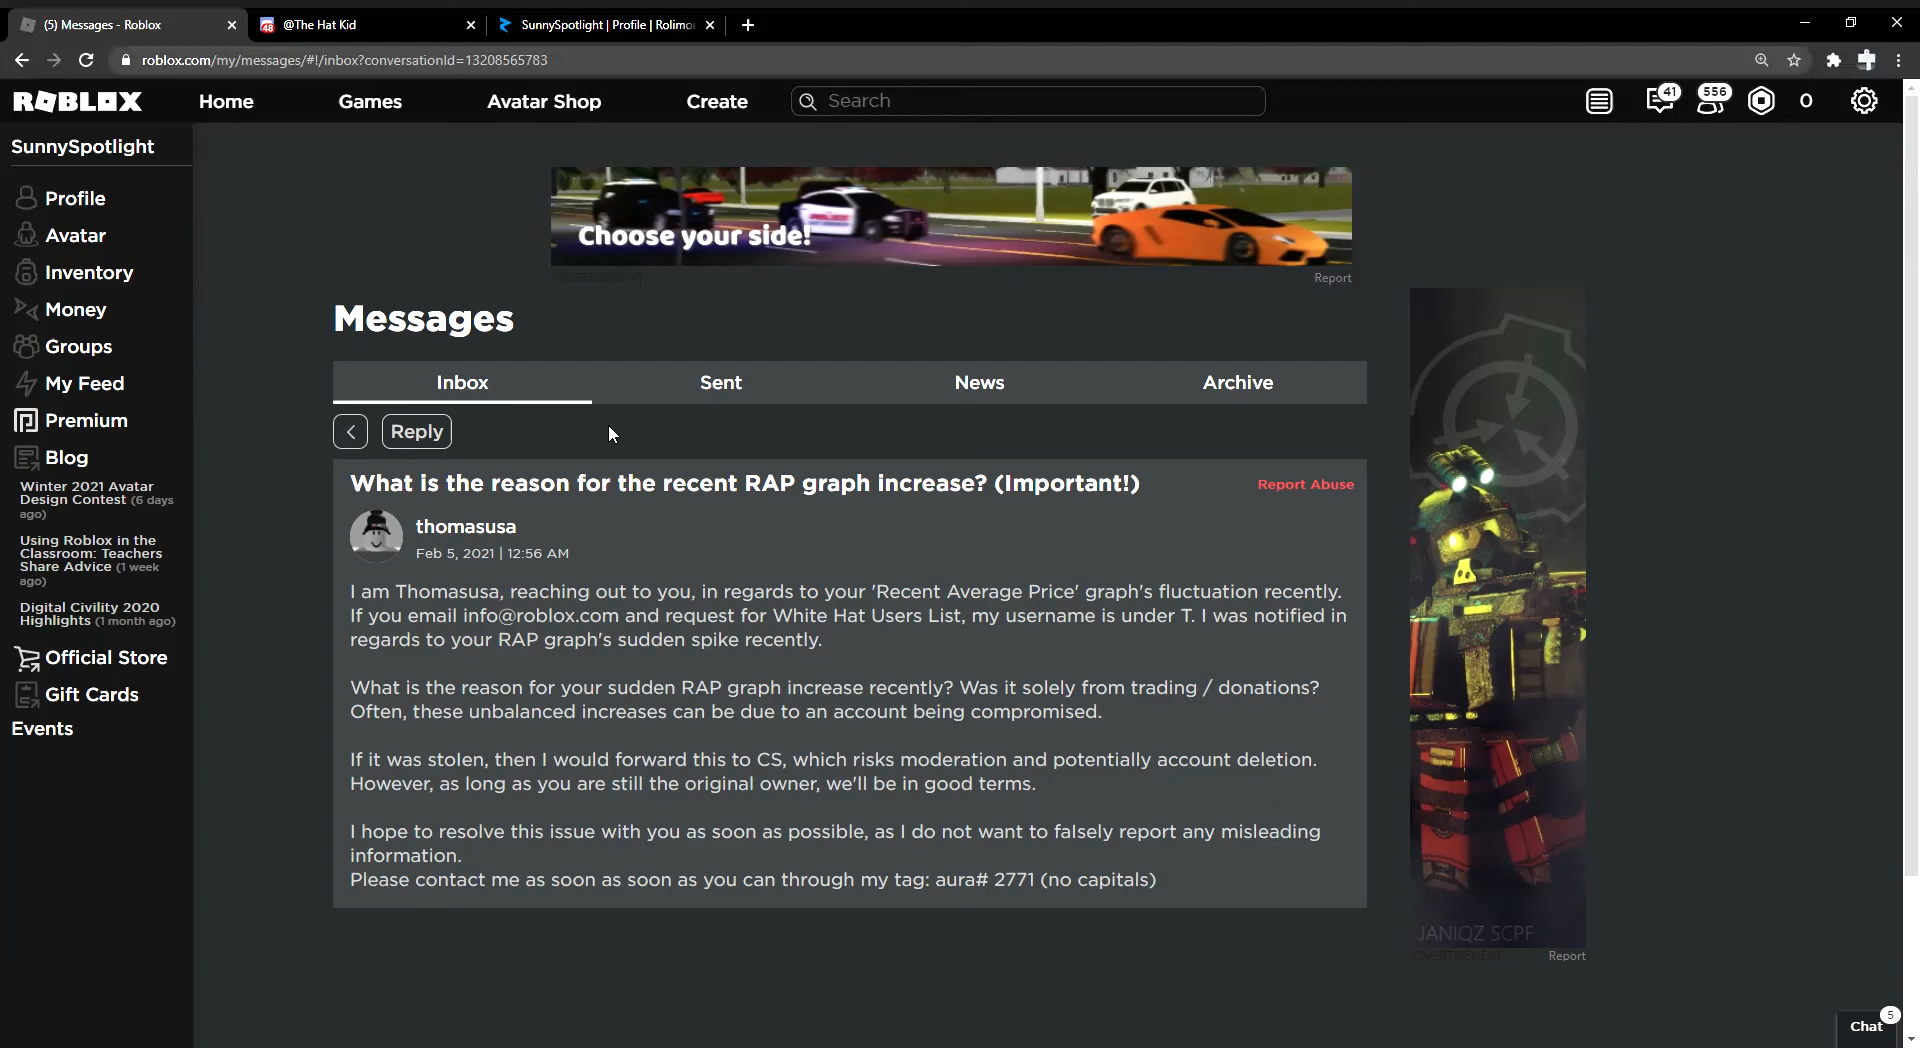 (5) Messages - Roblox
48
@The Hat Kid
SunnySpotlight | Profile | Rolimo
roblox.com/my/messages/#!/inbox?conversationId=13208565783
ROBLOX
Home
Games
Avatar Shop
Create
Search
41
556
0
SunnySpotlight
Profile
Avatar
Inventory
Money
Groups
My Feed
Premium
Blog
Winter 2021 Avatar
Design Contest (6 days
ago)
Using Roblox in the
Classroom: Teachers
Share Advice (1 week
ago)
Digital Civility 2020
Highlights (1 month ago)
Official Store
Gift Cards
Events
Choose your side!
ADVERTISEMENT
Report
Messages
Inbox
Sent
News
Archive
Reply
What is the reason for the recent RAP graph increase? (Important!)
Report Abuse
thomasusa
Feb 5, 2021 | 12:56 AM
I am Thomasusa, reaching out to you, in regards to your 'Recent Average Price' graph's fluctuation recently.
If you email info@roblox.com and request for White Hat Users List, my username is under T. I was notified in
regards to your RAP graph's sudden spike recently.
What is the reason for your sudden RAP graph increase recently? Was it solely from trading / donations?
Often, these unbalanced increases can be due to an account being compromised.
If it was stolen, then I would forward this to CS, which risks moderation and potentially account deletion.
However, as long as you are still the original owner, we'll be in good terms.
I hope to resolve this issue with you as soon as possible, as I do not want to falsely report any misleading
information.
Please contact me as soon as soon as you can through my tag: aura# 2771 (no capitals)
JANIQZ SCPF
ADVERTISEMENT
Report
Chat
5